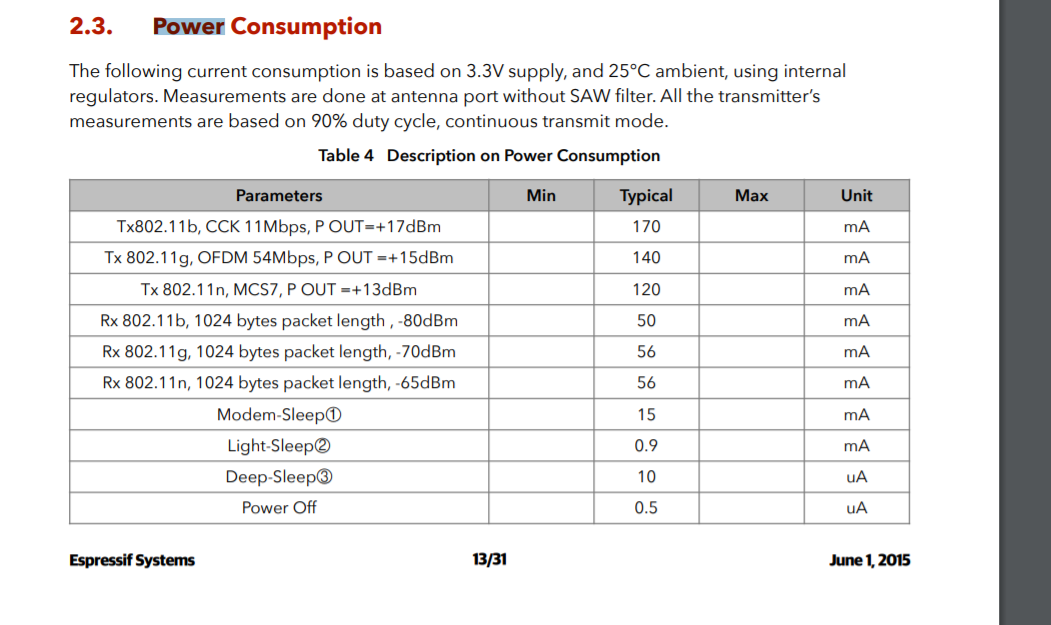 2.3. Power Consumption
The following current consumption is based on 3.3V supply, and 25°C ambient, using internal
regulators. Measurements are done at antenna port without SAW filter. All the transmitter’s
measurements are based on 90% duty cycle, continuous transmit mode.
Table 4 Description on Power Consumption
Parameters Min Typical Max Unit
Tx802.11b, CCK 11Mbps, P OUT=+17dBm 170 mA
Tx 802.11g, OFDM 54Mbps, P OUT =+15dBm 140 mA
Tx 802.11n, MCS7, P OUT =+13dBm 120 mA
Rx 802.11b, 1024 bytes packet length , -80dBm 50 mA
Rx 802.11g, 1024 bytes packet length, -70dBm 56 mA
Rx 802.11n, 1024 bytes packet length, -65dBm 56 mA
Modem-Sleep① 15 mA
Light-Sleep② 0.9 mA
Deep-Sleep③ 10 uA
Power Off 0.5 uA
Espressif Systems 13/31 June 1, 2015